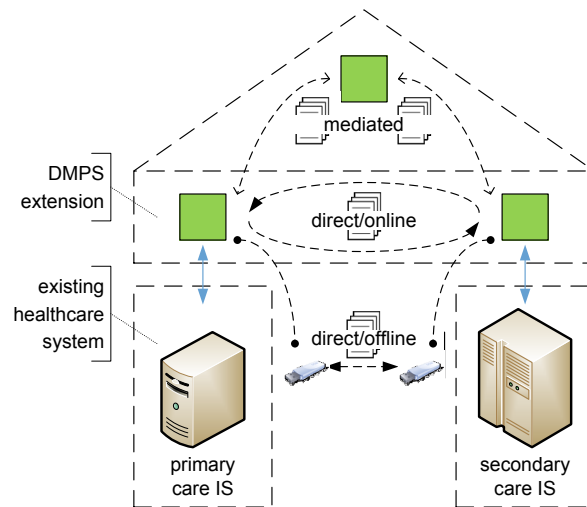 mediated
DMPS
extension
direct/online
existing
healthcare
system
direct/offline
primary
care IS
secondary
care IS